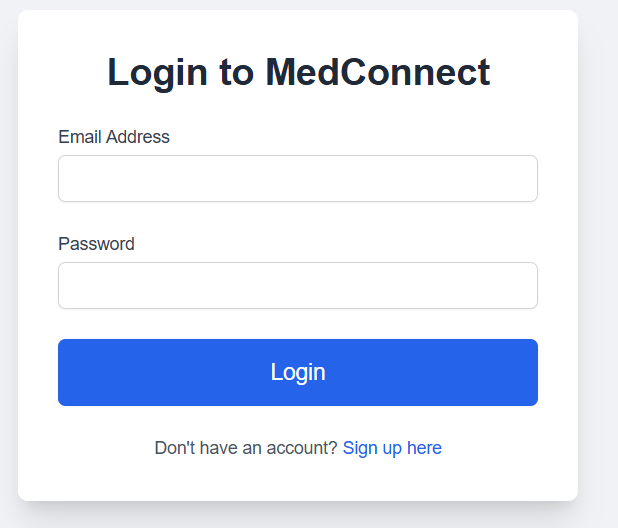 Login to MedConnect
Email Address
Password
Login
Don't have an account? Sign up here